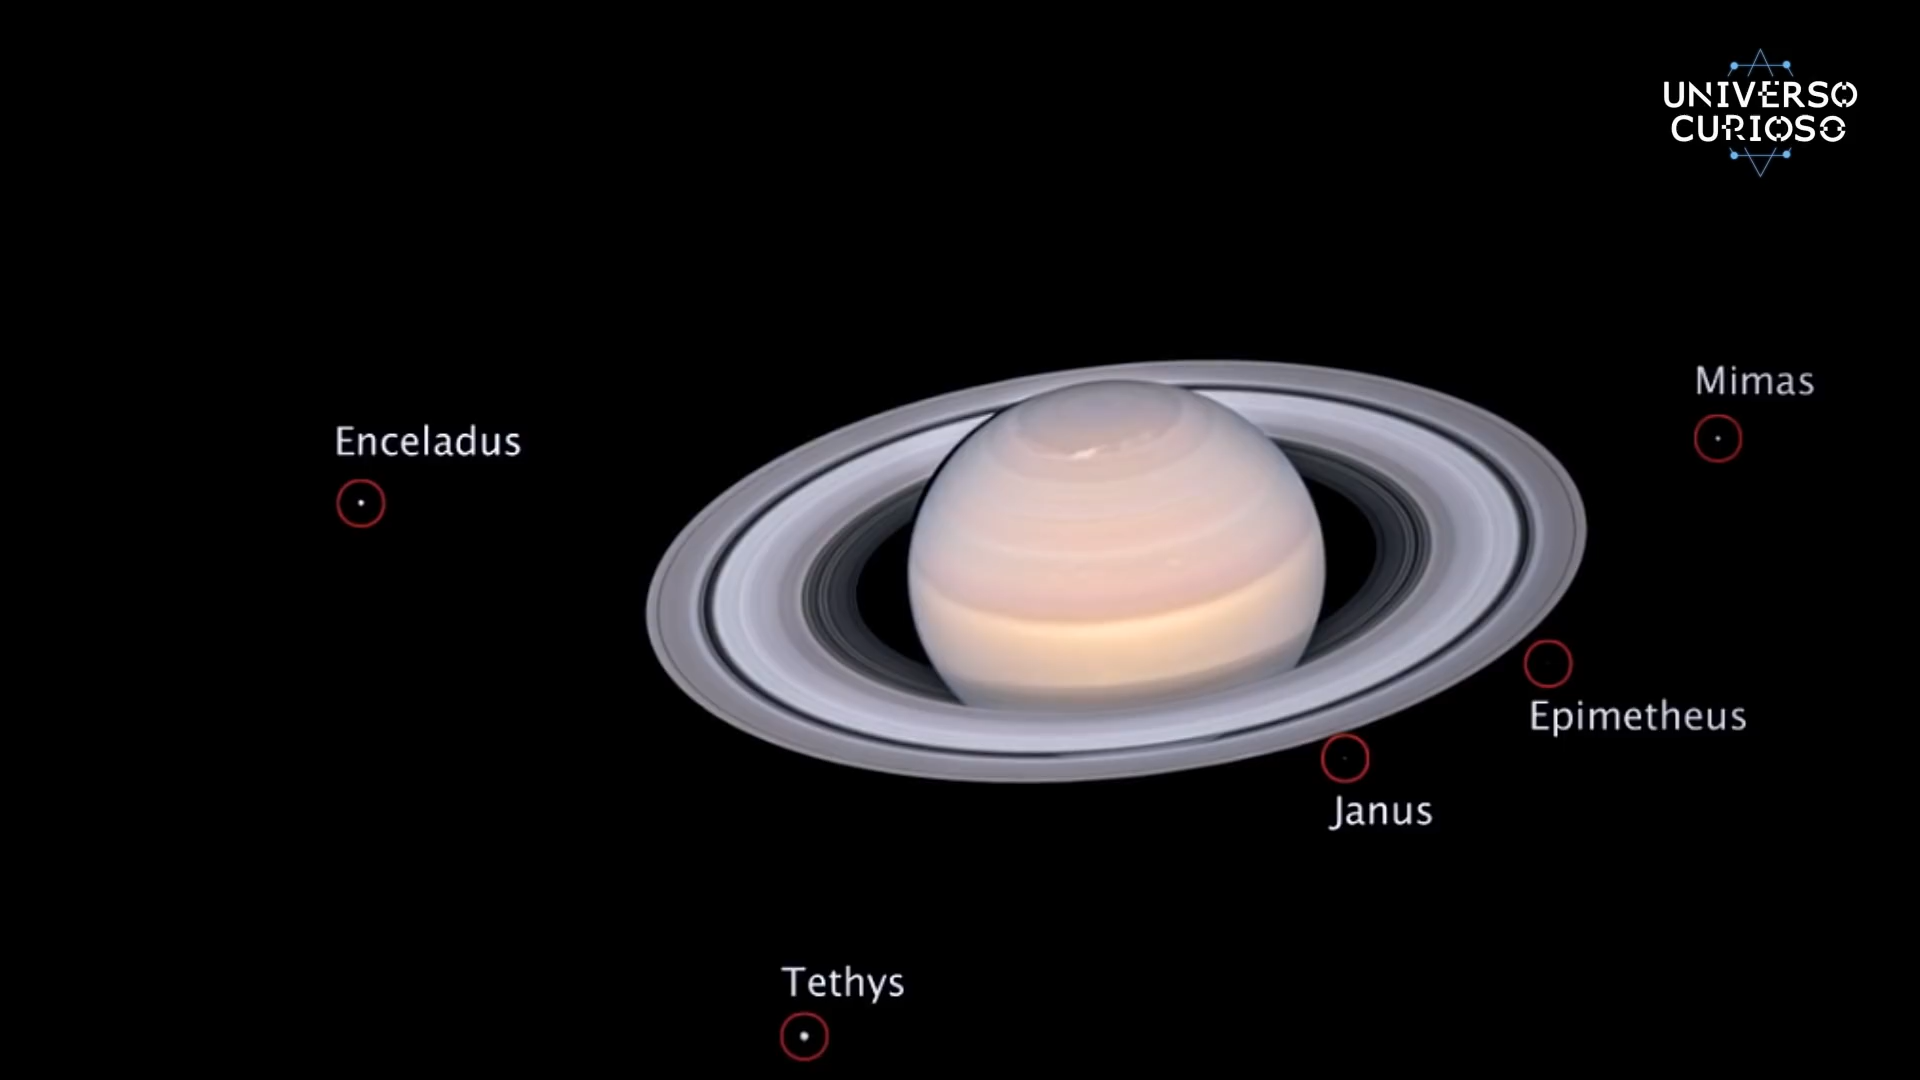 UNIVERSO
CURIOSO
Mimas
Enceladus
Epimetheus
Janus
Tethys